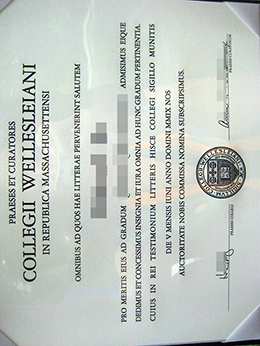 PRAESES ET CURATORES
COLLEGII WELLESLEIANI
IN REPUBLICA MASSACHUSETTENSI
OMNIBUS AD QUOS HAE LITTERAE PERVENERINT SALUTEM
ADMISIMUS EIQUE
PRO MERITIS EIUS AD GRADUM
DEDIMUS ET CONCESSIMUS INSIGNIA ET IURA OMNIA AD HUNC GRADUM PERTINENTIA.
CUIUS IN REI TESTIMONIUM LITTERIS HISCE COLLEGI SIGILLO MUNITIS
DIE V MENSIS IUNI ANNO DOMINI MMIX NOS
AUCTORITATE NOBIS COMMISSA NOMINA SUBSCRIPSIMUS.